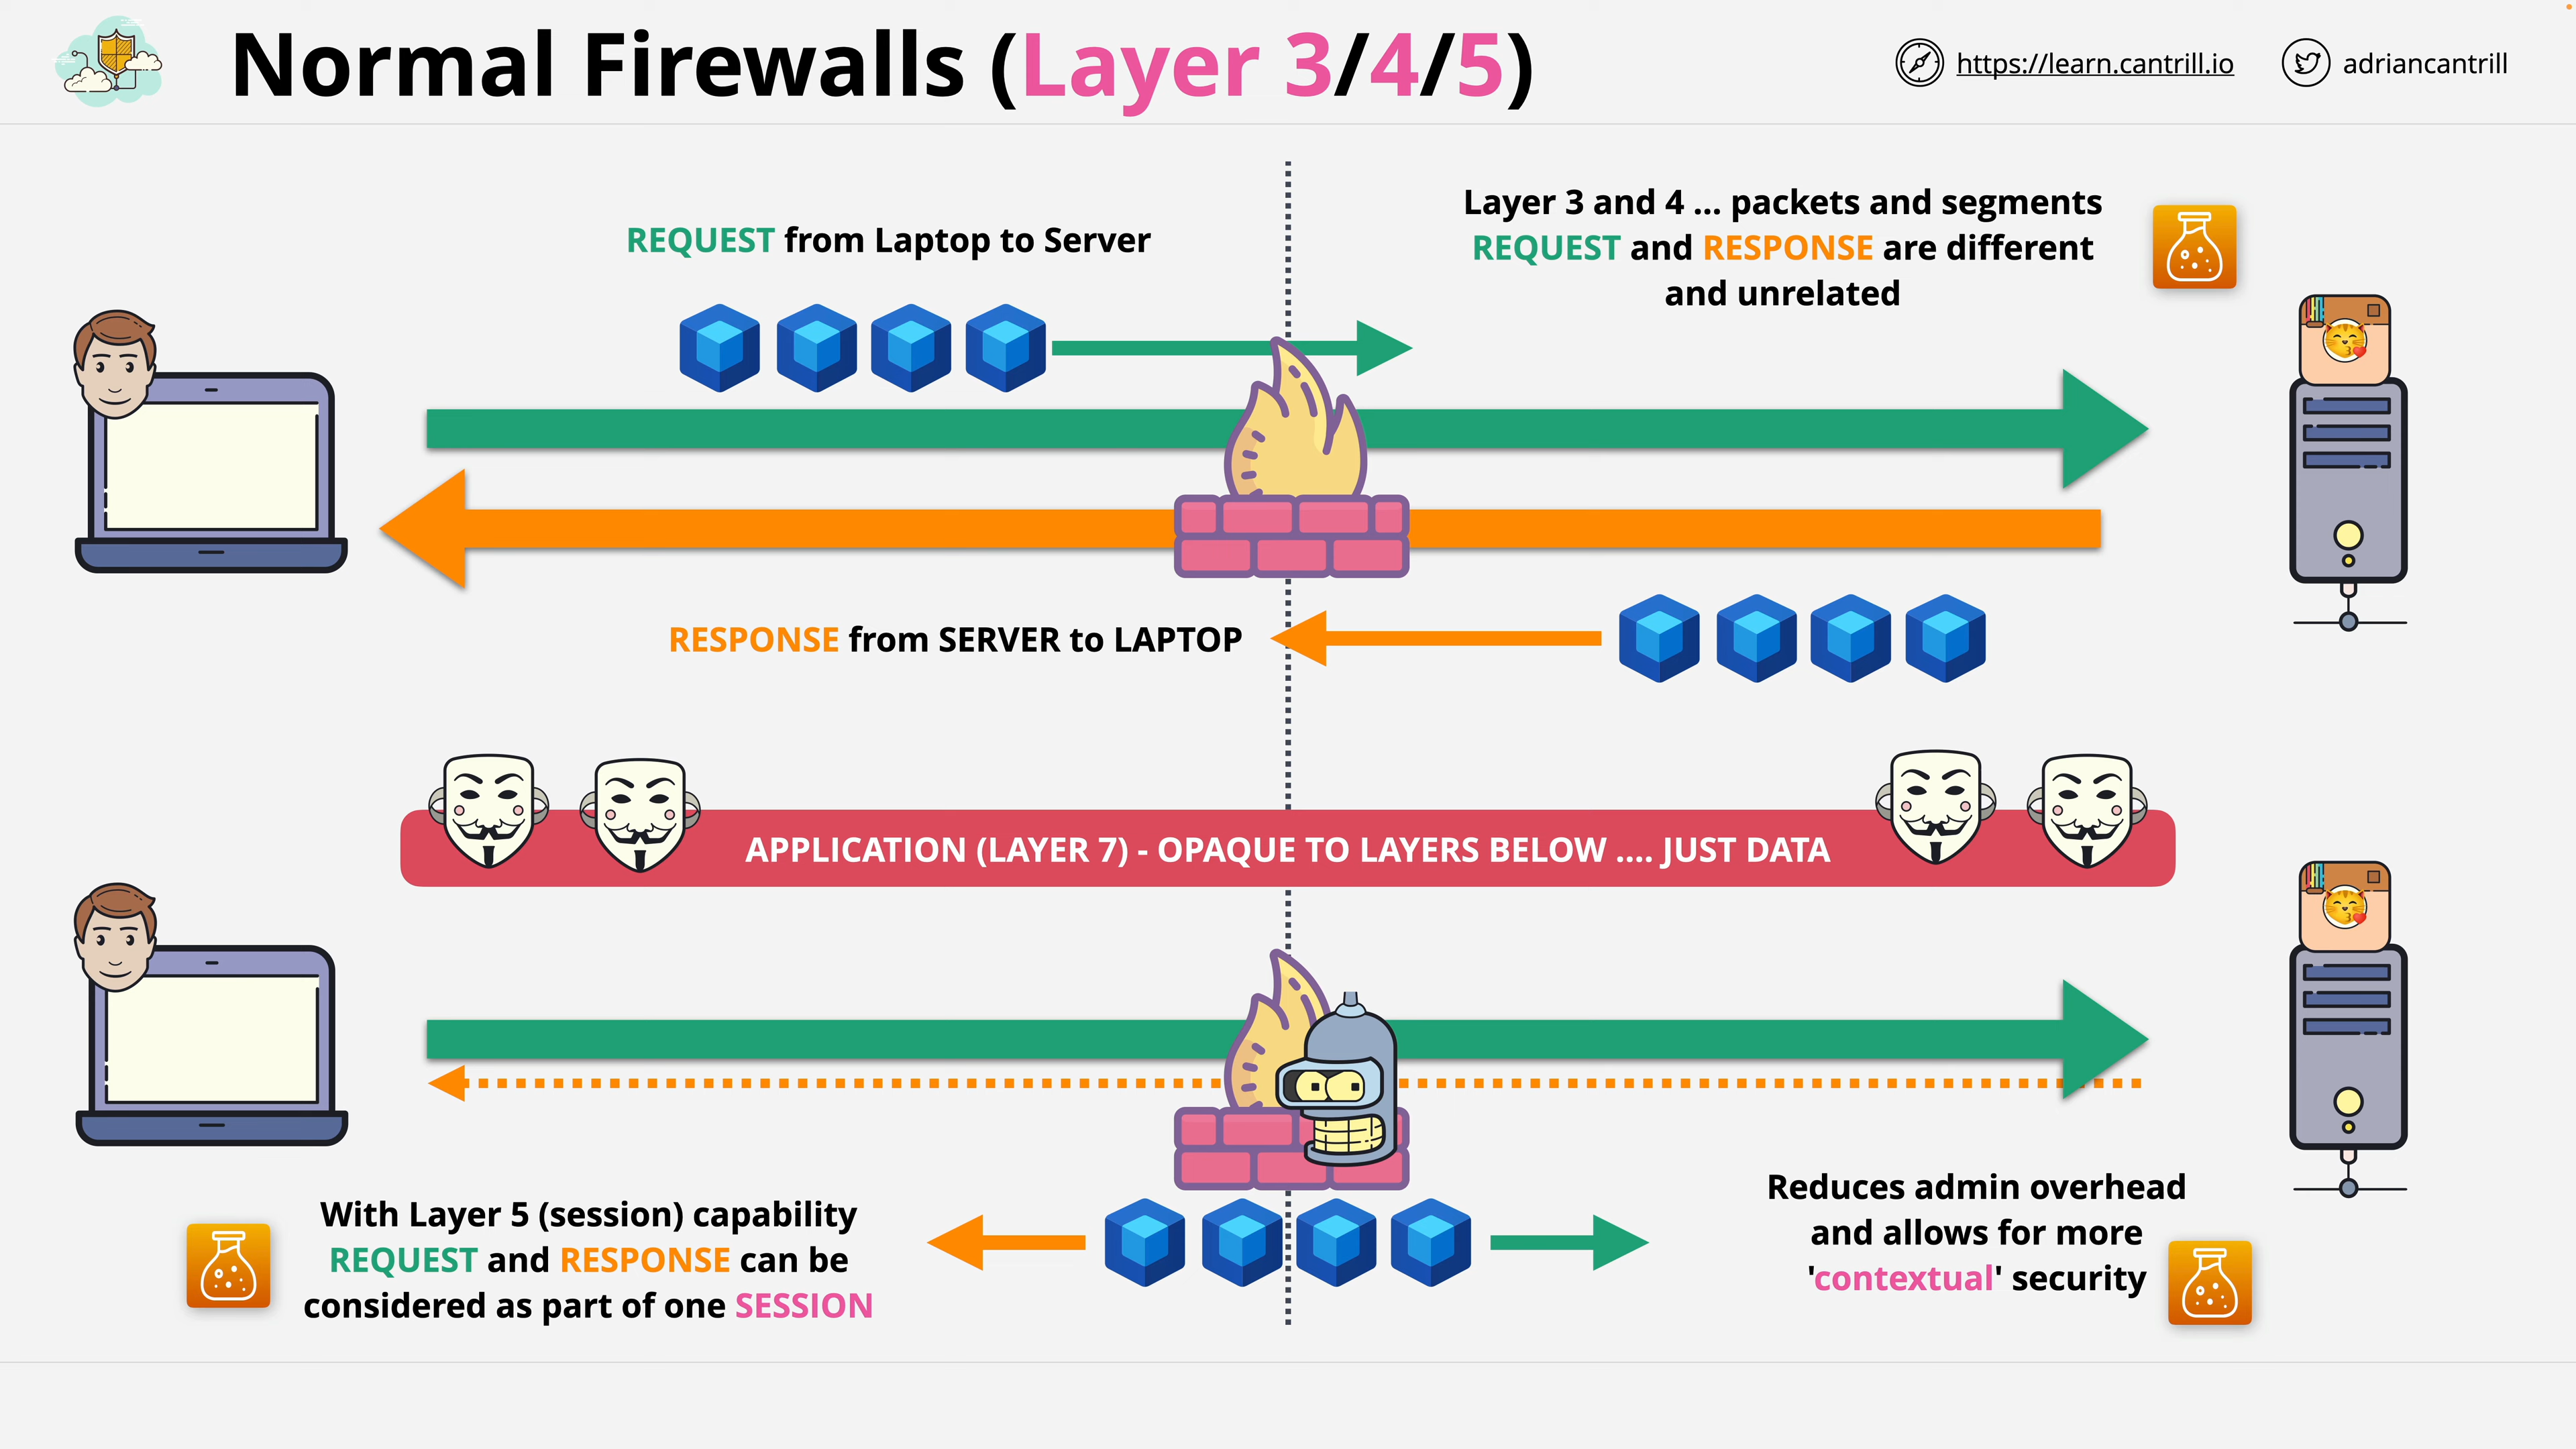 Normal Firewalls (Layer 3/4/5)
https://learn.cantrill.io
adriancantrill
REQUEST from Laptop to Server
Layer 3 and 4 ... packets and segments
REQUEST and RESPONSE are different
and unrelated
RESPONSE from SERVER to LAPTOP
APPLICATION (LAYER 7) - OPAQUE TO LAYERS BELOW .... JUST DATA
With Layer 5 (session) capability
REQUEST and RESPONSE can be
considered as part of one SESSION
Reduces admin overhead
and allows for more
'contextual' security